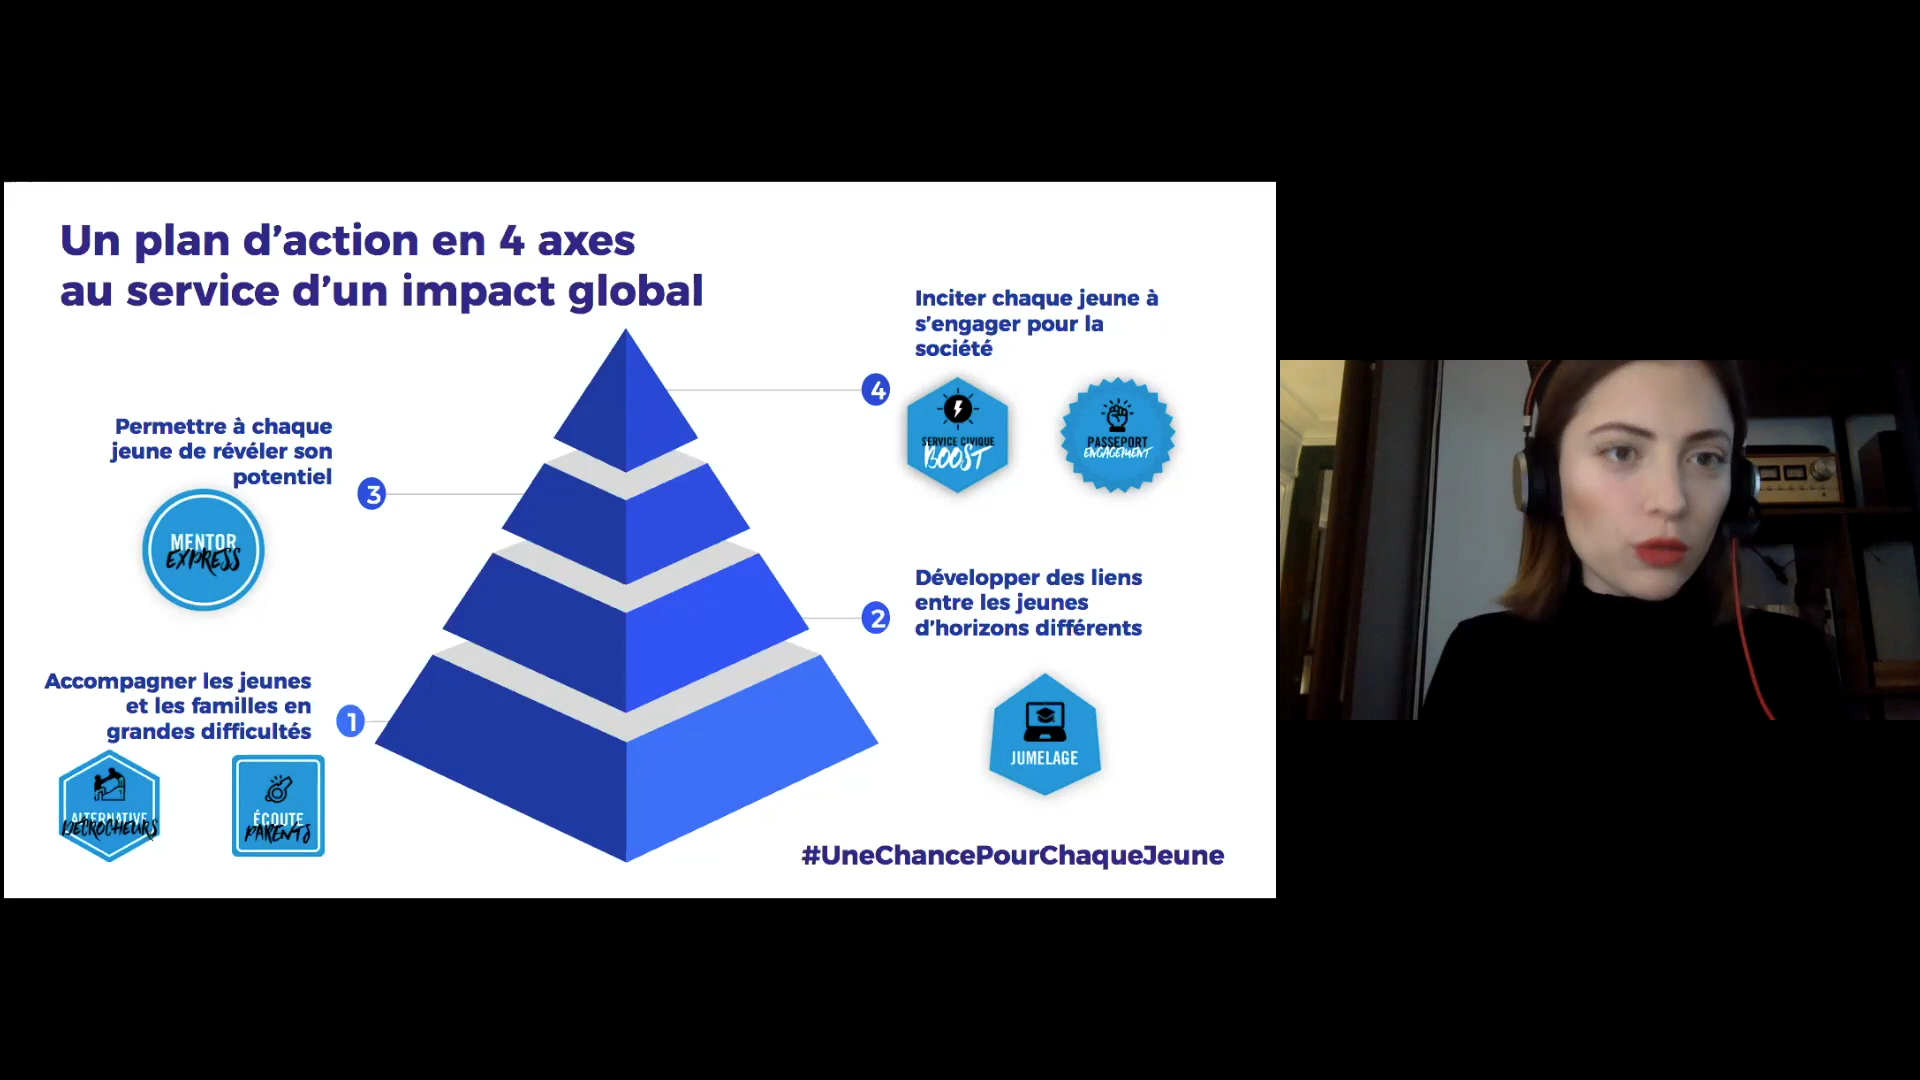 Un plan d'action en 4 axes
au service d'un impact global
Inciter chaque jeune à
s'engager pour la
société
4
SERVICE CIVIQUE
BOOST
PASSEPORT
ENGAGEMENT
Permettre à chaque
jeune de révéler son
potentiel
3
MENTOR
EXPRESS
Développer des liens
entre les jeunes
d'horizons différents
2
JUMELAGE
Accompagner les jeunes
et les familles en
grandes difficultés
1
ALTERNATIVE
DÉCROCHEURS
ÉCOUTE
PARENTS
#UneChancePourChaqueJeune